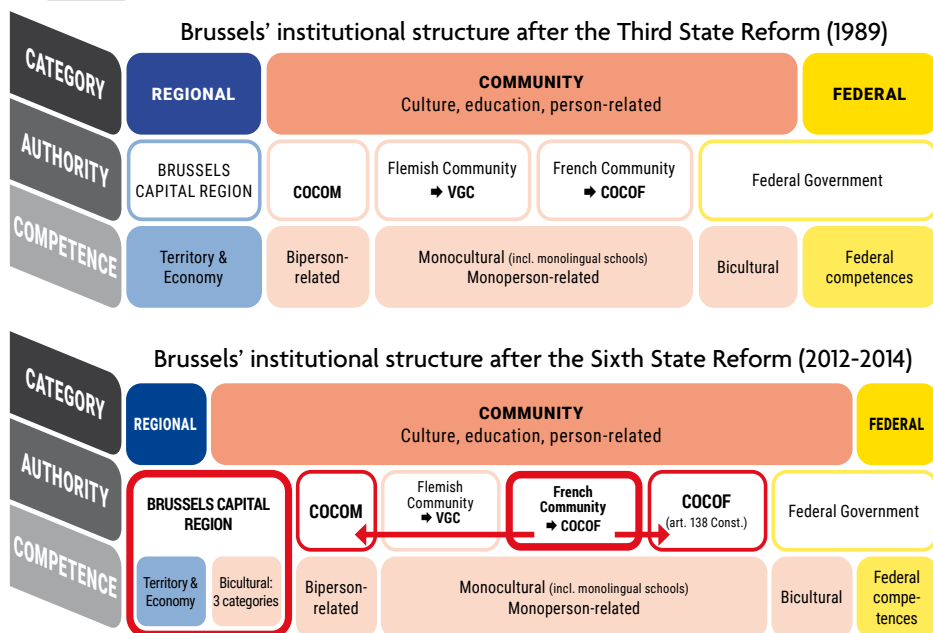 Brussels' institutional structure after the Third State Reform (1989)
CATEGORY
REGIONAL
COMMUNITY
Culture, education, person-related
FEDERAL
AUTHORITY
BRUSSELS
CAPITAL REGION
COCOM
Flemish Community
➡ VGC
French Community
➡ COCOF
Federal Government
COMPETENCE
Territory &
Economy
Biperson-
related
Monocultural (incl. monolingual schools)
Monoperson-related
Bicultural
Federal
competences
Brussels' institutional structure after the Sixth State Reform (2012-2014)
CATEGORY
REGIONAL
COMMUNITY
Culture, education, person-related
FEDERAL
AUTHORITY
BRUSSELS CAPITAL
REGION
COCOM
Flemish
Community
➡ VGC
French
Community
➡ COCOF
COCOF
(art. 138 Const.)
Federal Government
COMPETENCE
Territory &
Economy
Bicultural:
3 categories
Biperson-
related
Monocultural (incl. monolingual schools)
Monoperson-related
Bicultural
Federal
compe-
tences